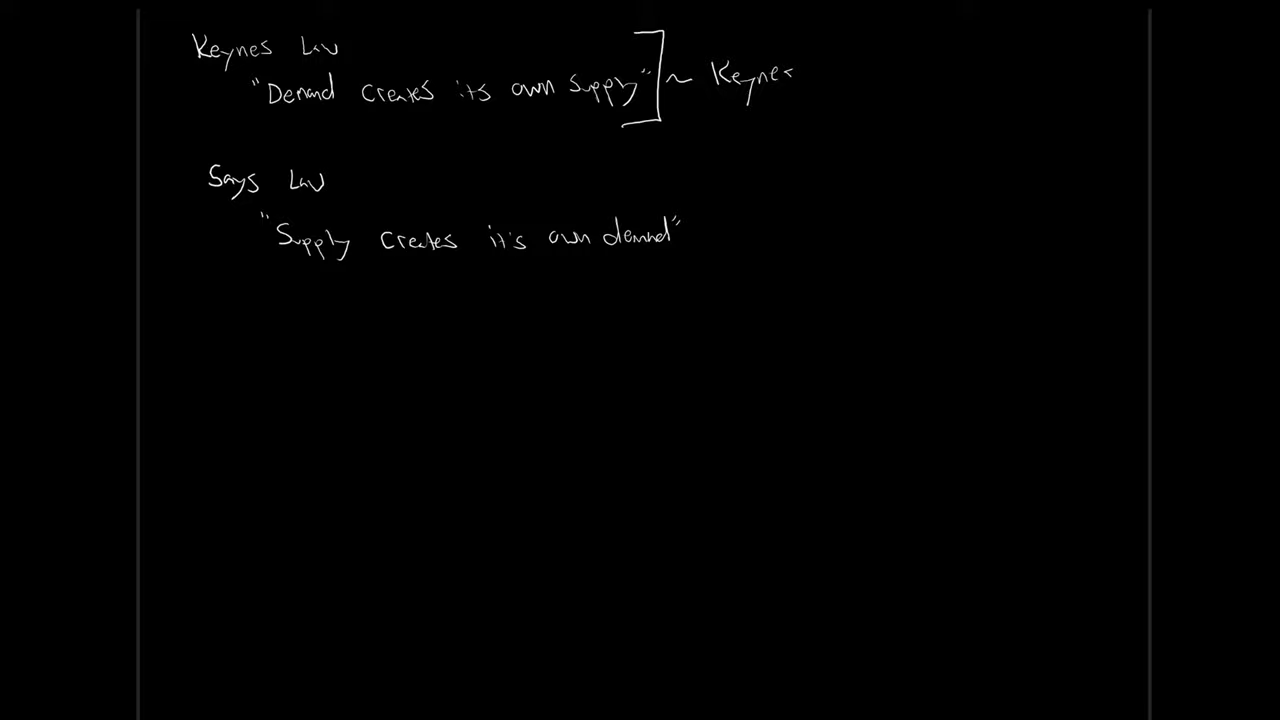 Keynes Law
"Demand creates its own supply" ~ Keynes
Says Law
"Supply creates it's own demand"